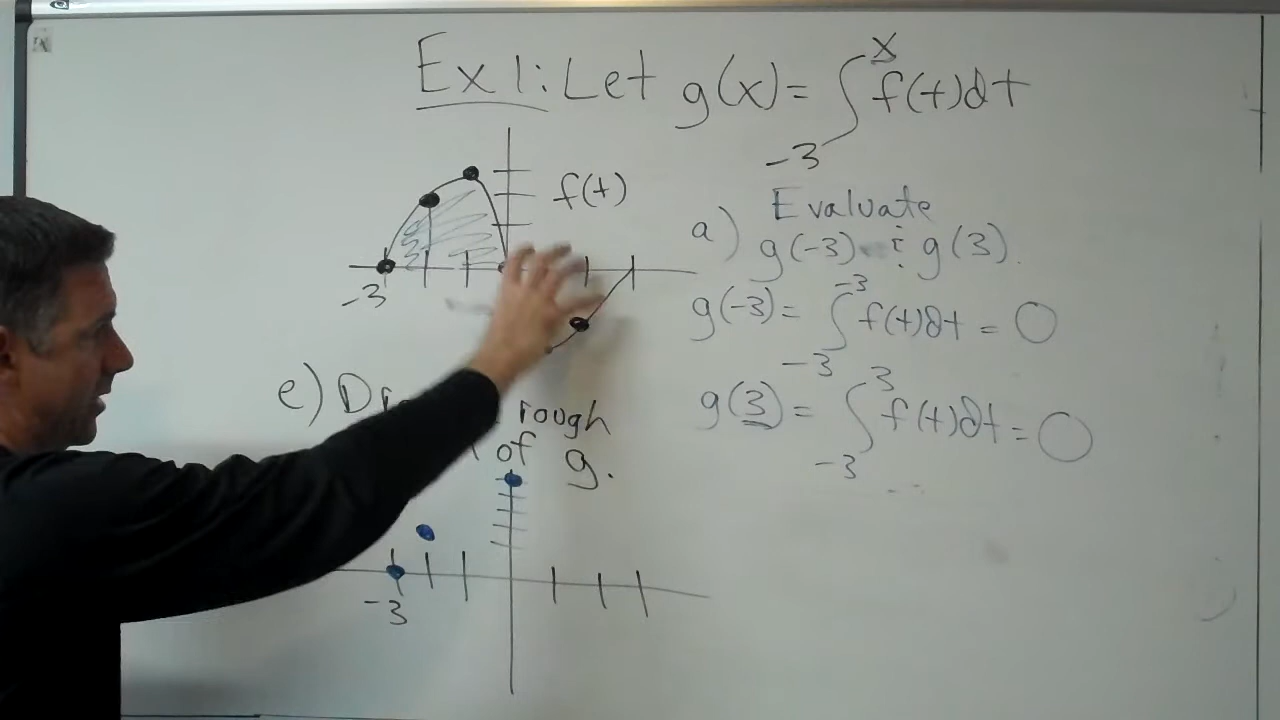 Ex 1: Let g(x) = ∫_{-3}^{x} f(t)dt
f(t)
-3
a) Evaluate
g(-3) & g(3).
g(-3) = ∫_{-3}^{-3} f(t)dt = 0
g(3) = ∫_{-3}^{3} f(t)dt = 0
e) rough
of g.
-3